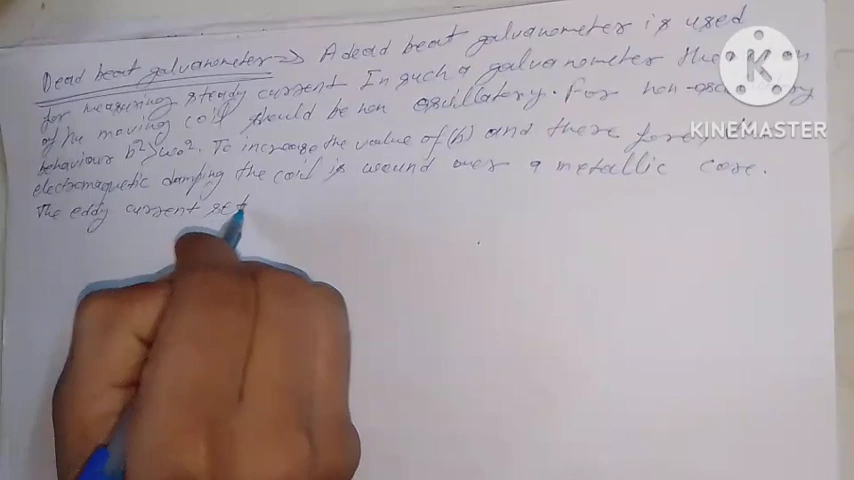 Dead beat galvanometer ⇒ A dead beat galvanometer is used
for measuring steady current In such a galvanometer the
of the moving coil should be non oscillatory. For non-oscillatory
behaviour b²>ω₀². To increase the value of (b) and there fore
electromagnetic damping the coil is wound over a metallic core.
The eddy current set
KINEMASTER